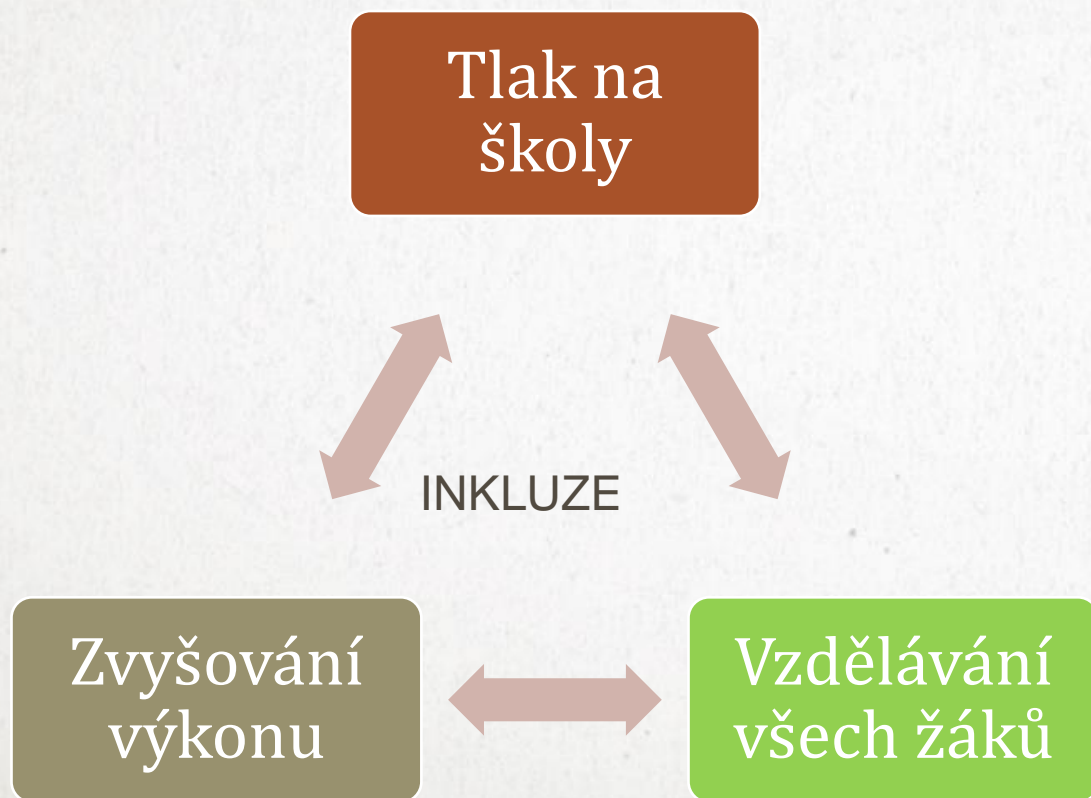 Tlak na
školy
INKLUZE
Zvyšování
výkonu
Vzdělávání
všech žáků